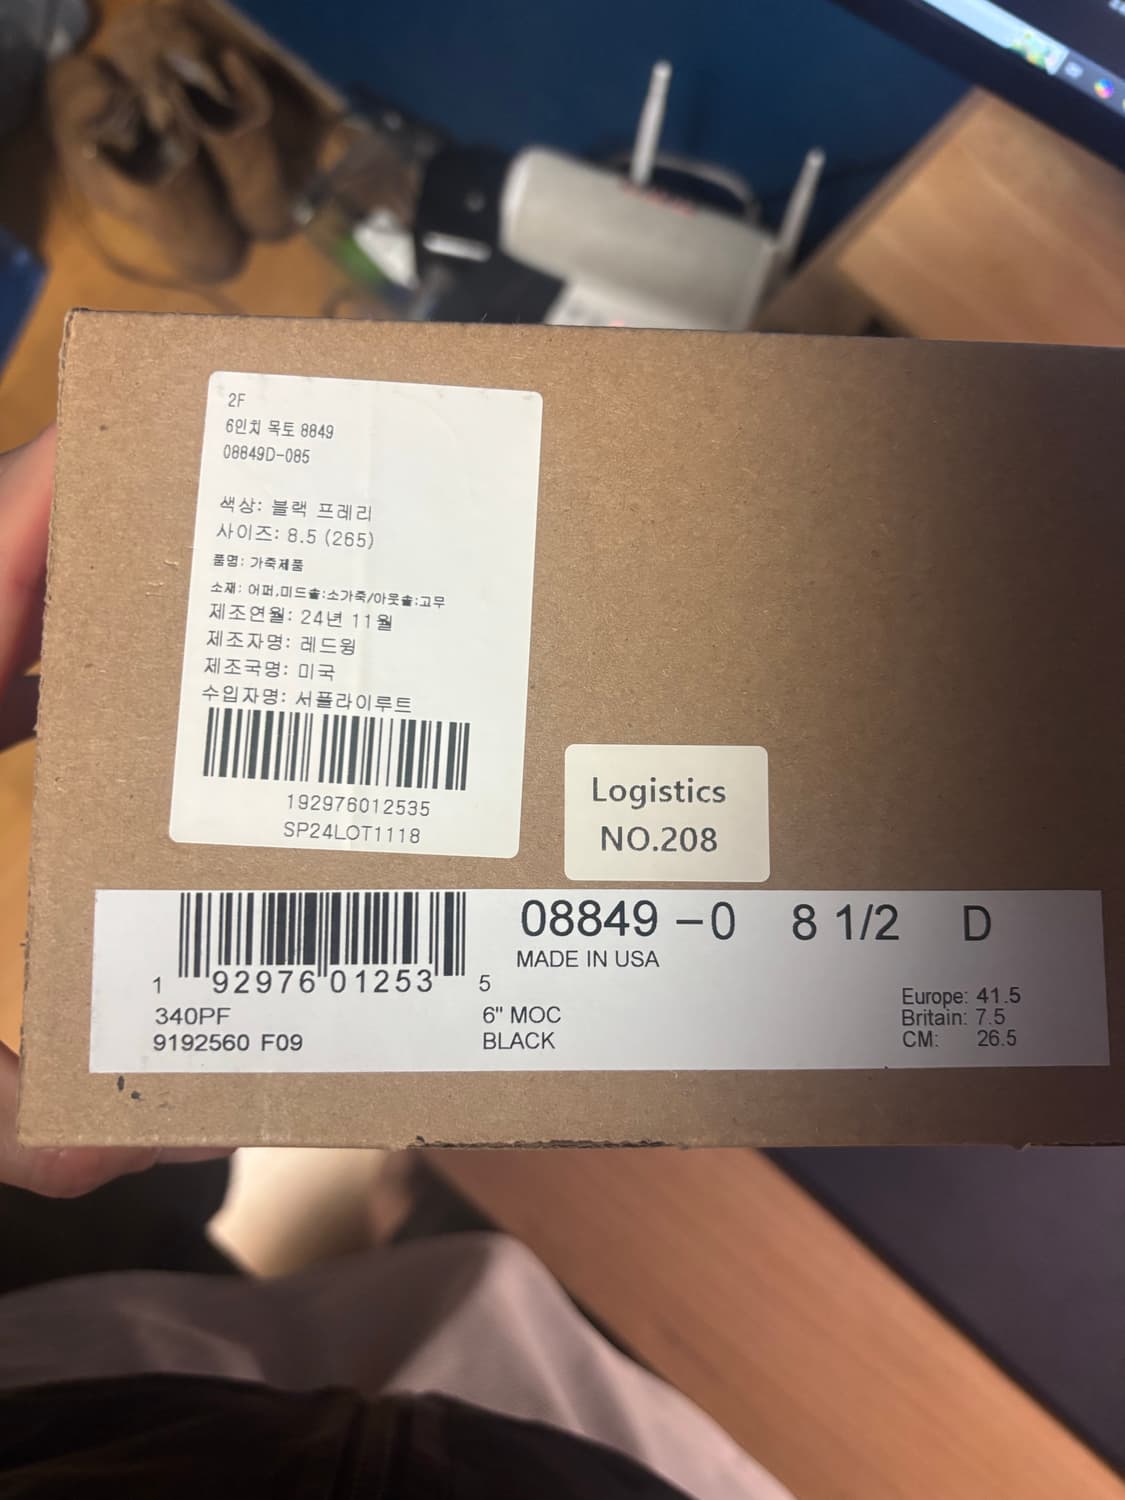 2F
6인치 목토 8849
08849D-085
색상: 블랙 프레리
사이즈: 8.5 (265)
품명: 가죽제품
소재: 어퍼,미드솔:소가죽/아웃솔:고무
제조연월: 24년 11월
제조자명: 레드윙
제조국명: 미국
수입자명: 서플라이루트
192976012535
SP24LOT1118
Logistics
NO.208
08849-0 8 1/2 D
MADE IN USA
1 92976 01253 5
340PF
9192560 F09
6" MOC
BLACK
Europe: 41.5
Britain: 7.5
CM: 26.5